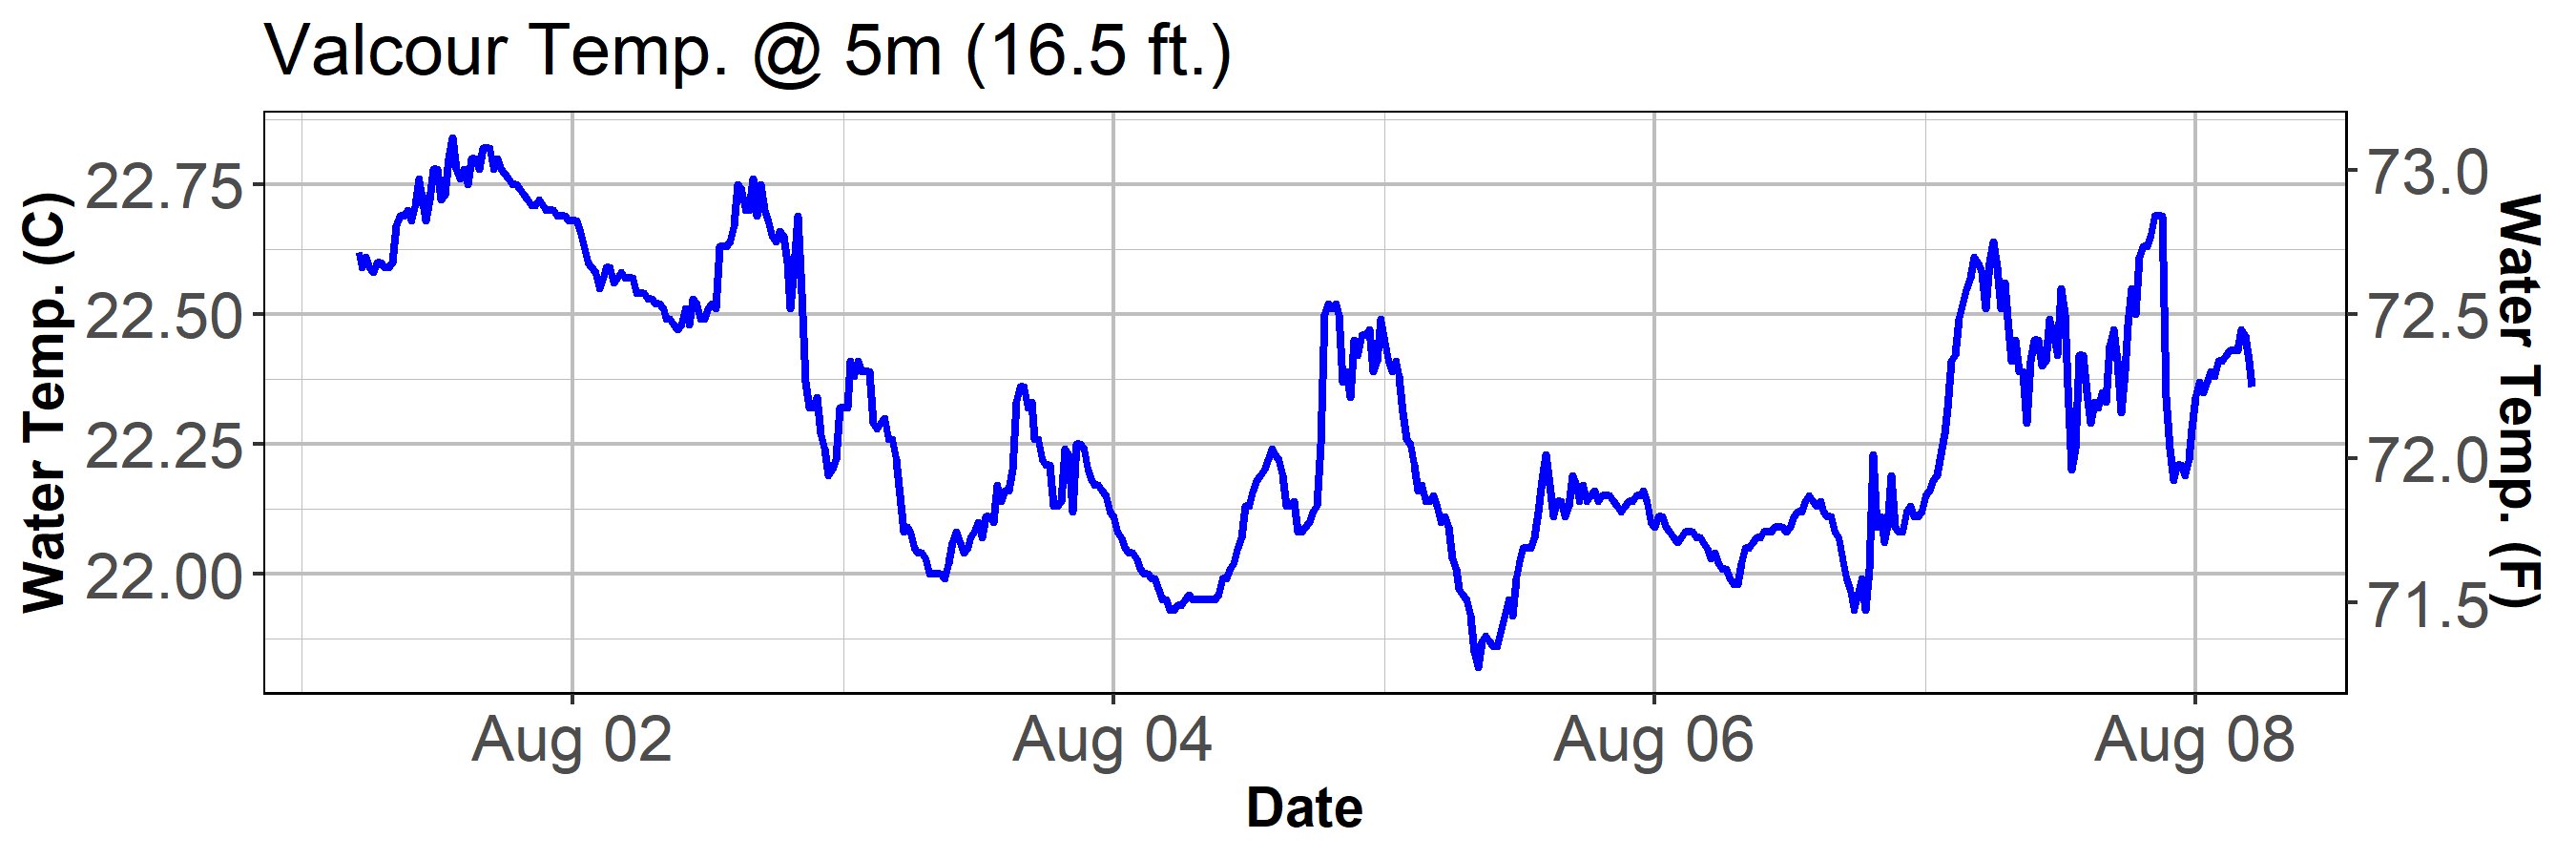 Valcour Temp. @ 5m (16.5 ft.)
Water Temp. (C)
22.75
22.50
22.25
22.00
73.0
72.5
72.0
71.5
Water Temp. (F)
Aug 02 Aug 04 Aug 06 Aug 08
Date